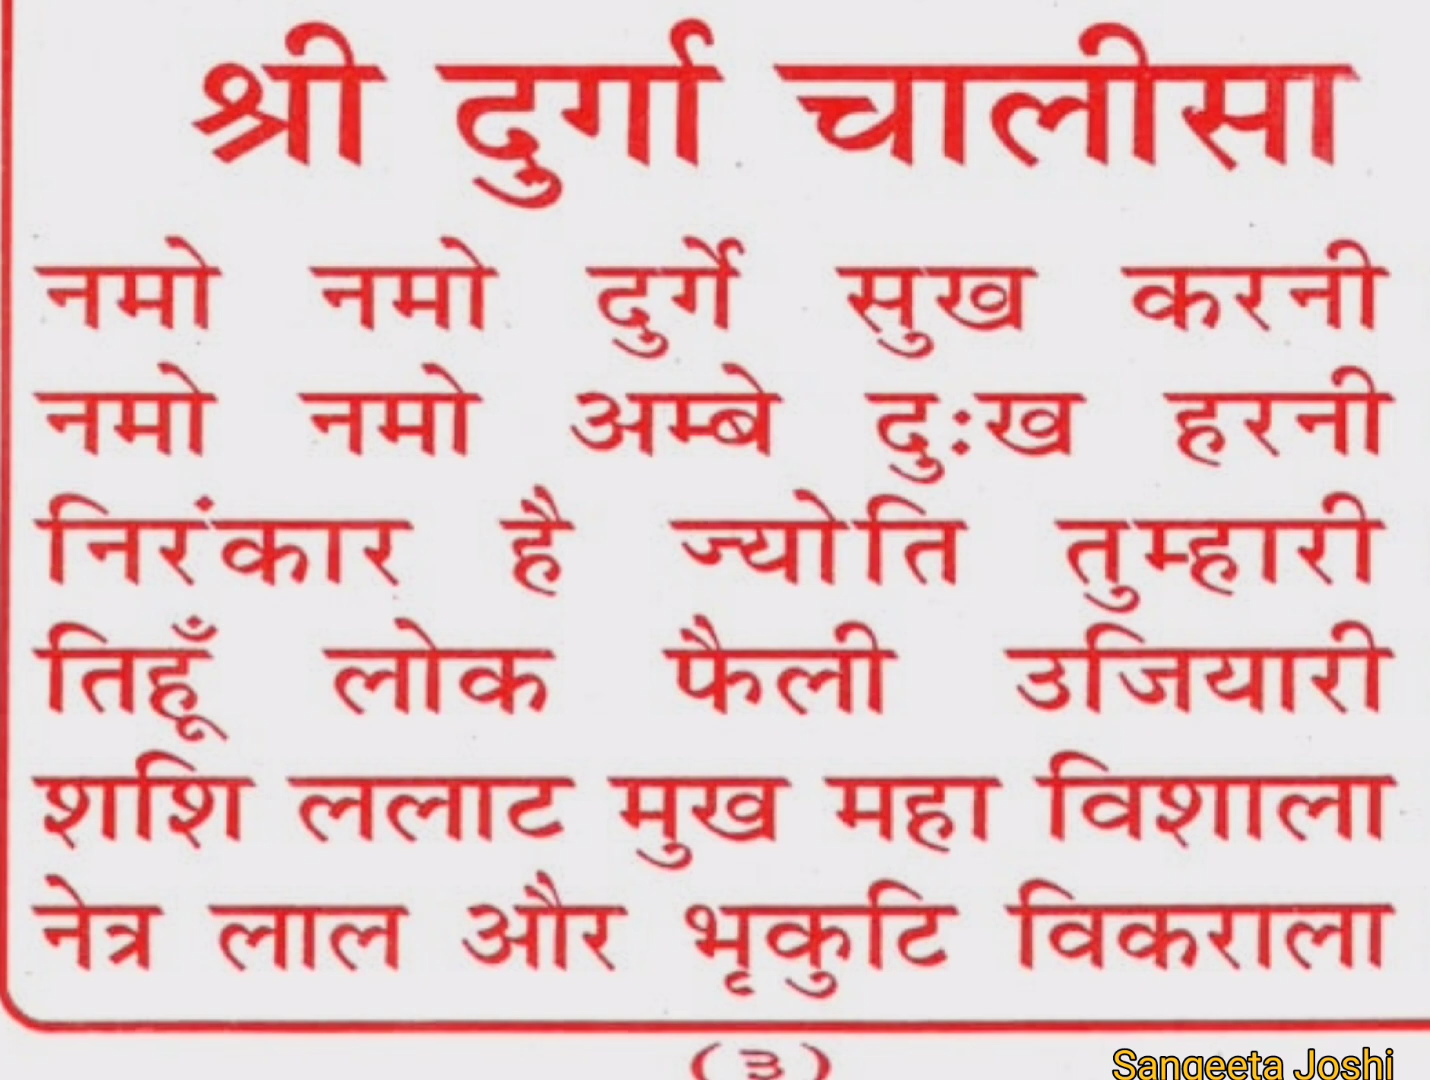 श्री दुर्गा चालीसा
नमो नमो दुर्गे सुख करनी
नमो नमो अम्बे दुःख हरनी
निरंकार है ज्योति तुम्हारी
तिहूँ लोक फैली उजियारी
शशि ललाट मुख महा विशाला
नेत्र लाल और भृकुटि विकराला
(३)
Sangeeta Joshi